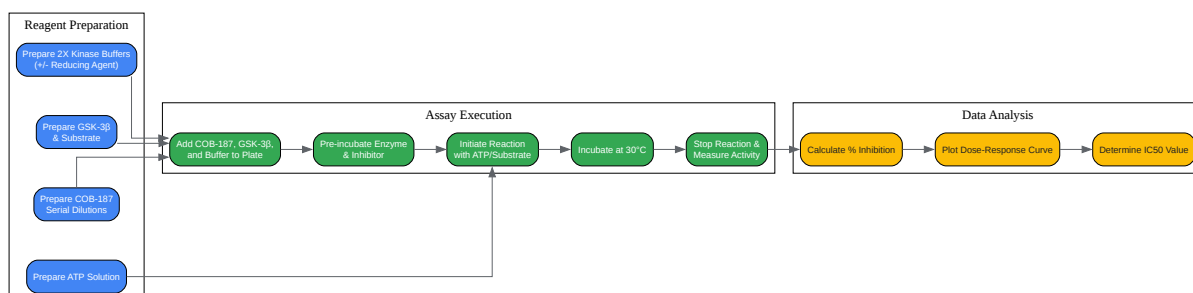 Reagent Preparation
Prepare 2X Kinase Buffers
(+/- Reducing Agent)
Prepare GSK-3β
& Substrate
Prepare COB-187
Serial Dilutions
Prepare ATP Solution
Assay Execution
Add COB-187, GSK-3β,
and Buffer to Plate
Pre-incubate Enzyme
& Inhibitor
Initiate Reaction
with ATP/Substrate
Incubate at 30°C
Stop Reaction &
Measure Activity
Data Analysis
Calculate % Inhibition
Plot Dose-Response Curve
Determine IC50 Value